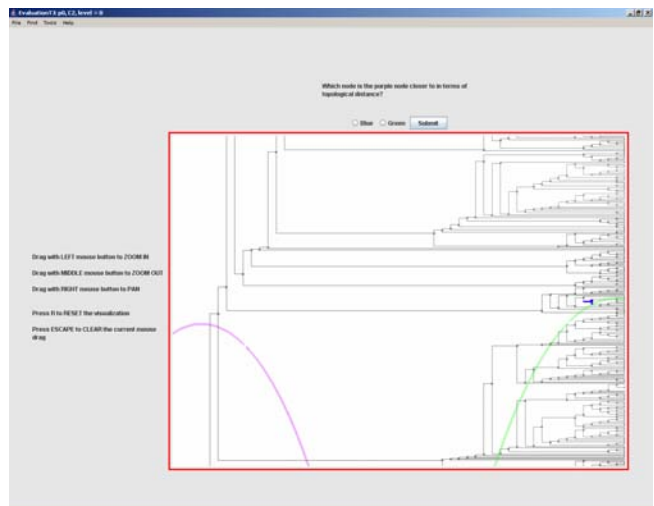 EvaluationTX p0, C2, level = 0
File Find Tools Help
Which node is the purple node closer to in terms of
topological distance?
Blue Green Submit
Drag with LEFT mouse button to ZOOM IN
Drag with MIDDLE mouse button to ZOOM OUT
Drag with RIGHT mouse button to PAN
Press R to RESET the visualization
Press ESCAPE to CLEAR the current mouse
drag